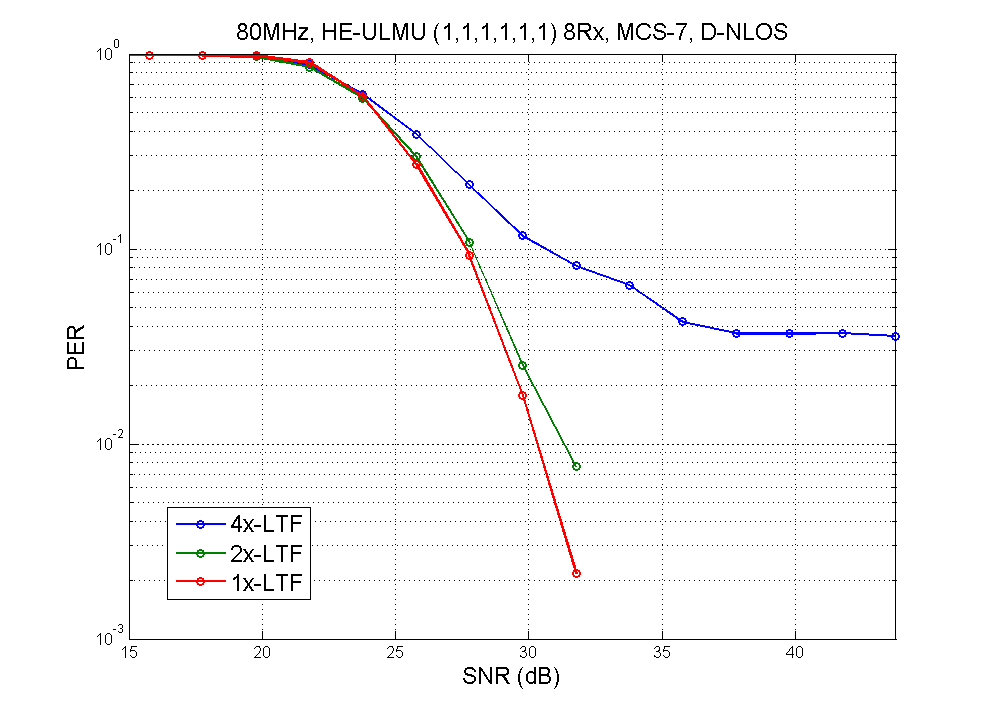 80MHz, HE-ULMU (1,1,1,1,1,1) 8Rx, MCS-7, D-NLOS
10^0
10^-1
10^-2
10^-3
PER
4x-LTF
2x-LTF
1x-LTF
15 20 25 30 35 40
SNR (dB)